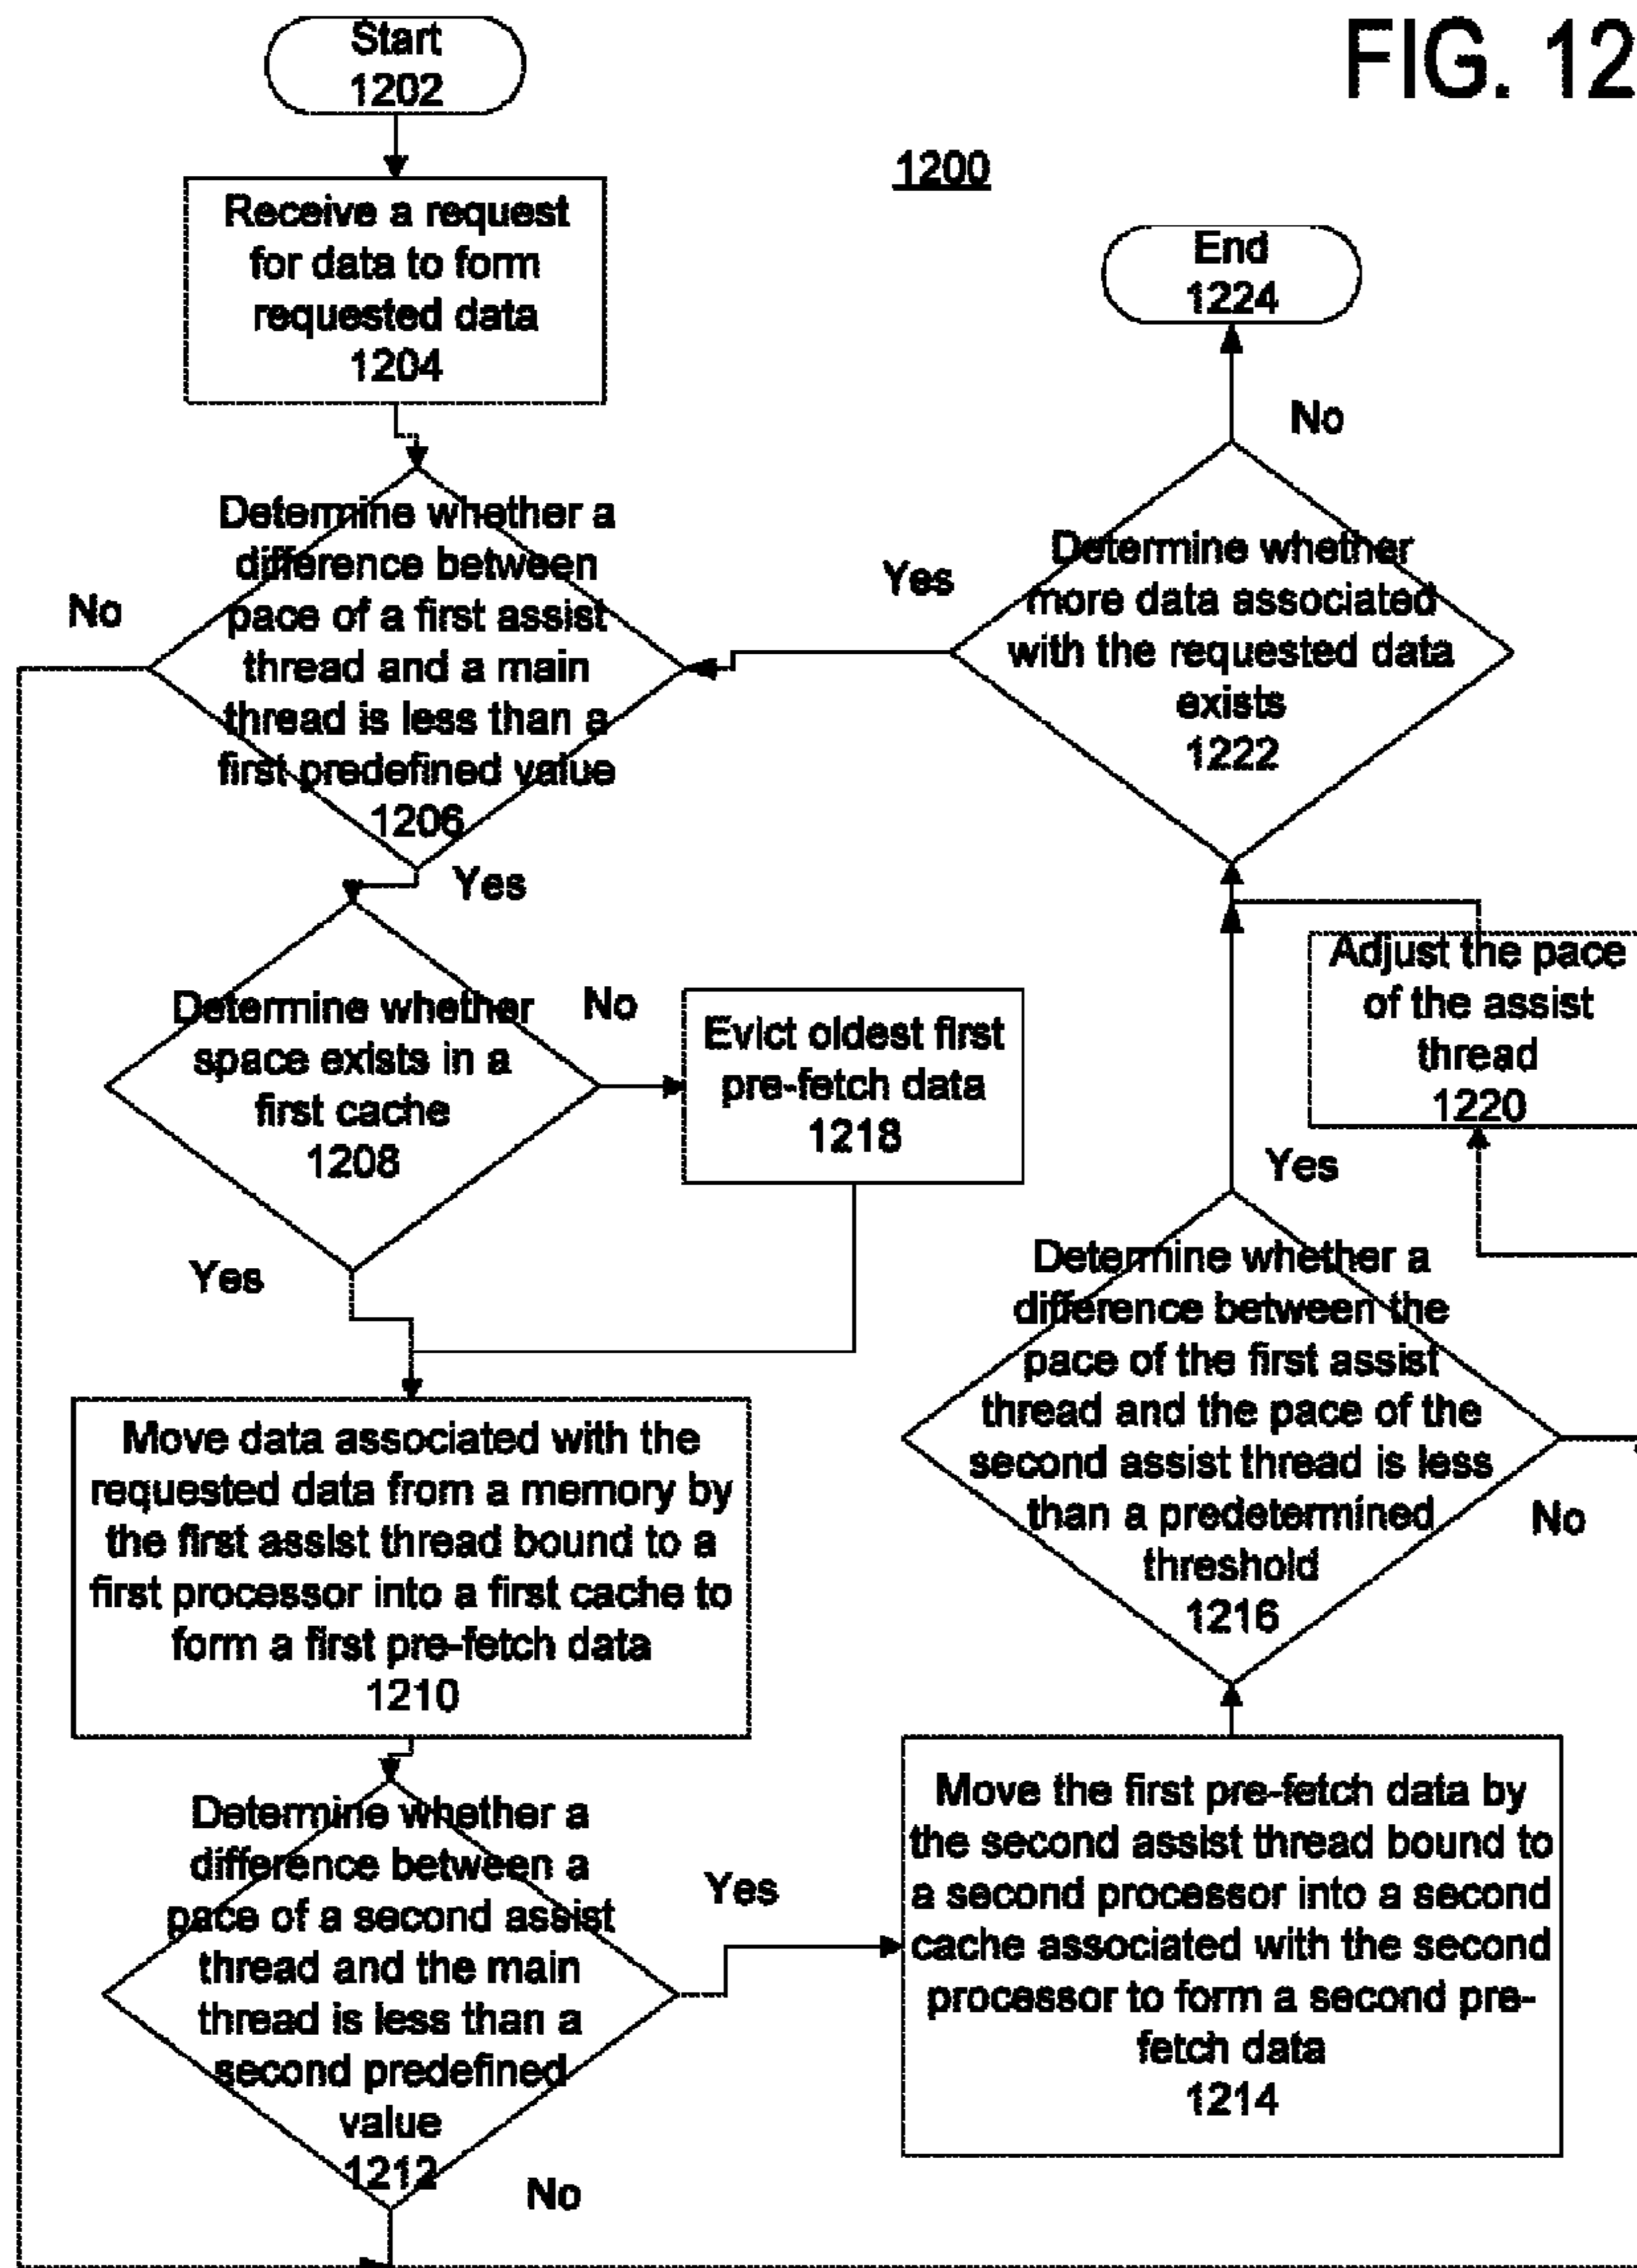 FIG. 12
1200
Start
1202
Receive a request
for data to form
requested data
1204
Determine whether a
difference between
pace of a first assist
thread and a main
thread is less than a
first predefined value
1206
No
Yes
Determine whether
space exists in a
first cache
1208
No
Yes
Evict oldest first
pre-fetch data
1218
Move data associated with the
requested data from a memory by
the first assist thread bound to a
first processor into a first cache to
form a first pre-fetch data
1210
Determine whether a
difference between a
pace of a second assist
thread and the main
thread is less than a
second predefined
value
1212
Yes
No
Move the first pre-fetch data by
the second assist thread bound to
a second processor into a second
cache associated with the second
processor to form a second pre-
fetch data
1214
Determine whether a
difference between the
pace of the first assist
thread and the pace of the
second assist thread is less
than a predetermined
threshold
1216
Yes
No
Adjust the pace
of the assist
thread
1220
Determine whether
more data associated
with the requested data
exists
1222
Yes
No
End
1224